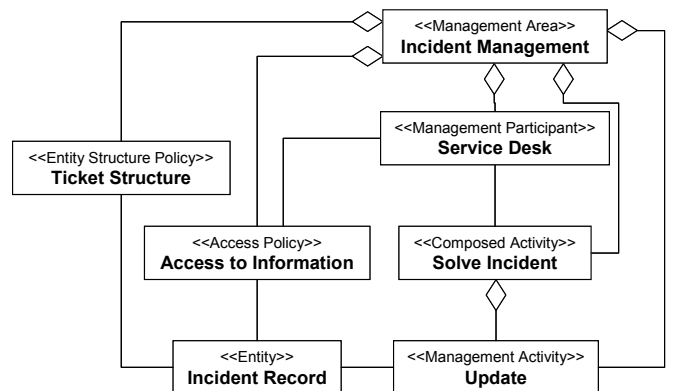 <<Management Area>>
Incident Management
<<Management Participant>>
Service Desk
<<Entity Structure Policy>>
Ticket Structure
<<Access Policy>>
Access to Information
<<Composed Activity>>
Solve Incident
<<Entity>>
Incident Record
<<Management Activity>>
Update